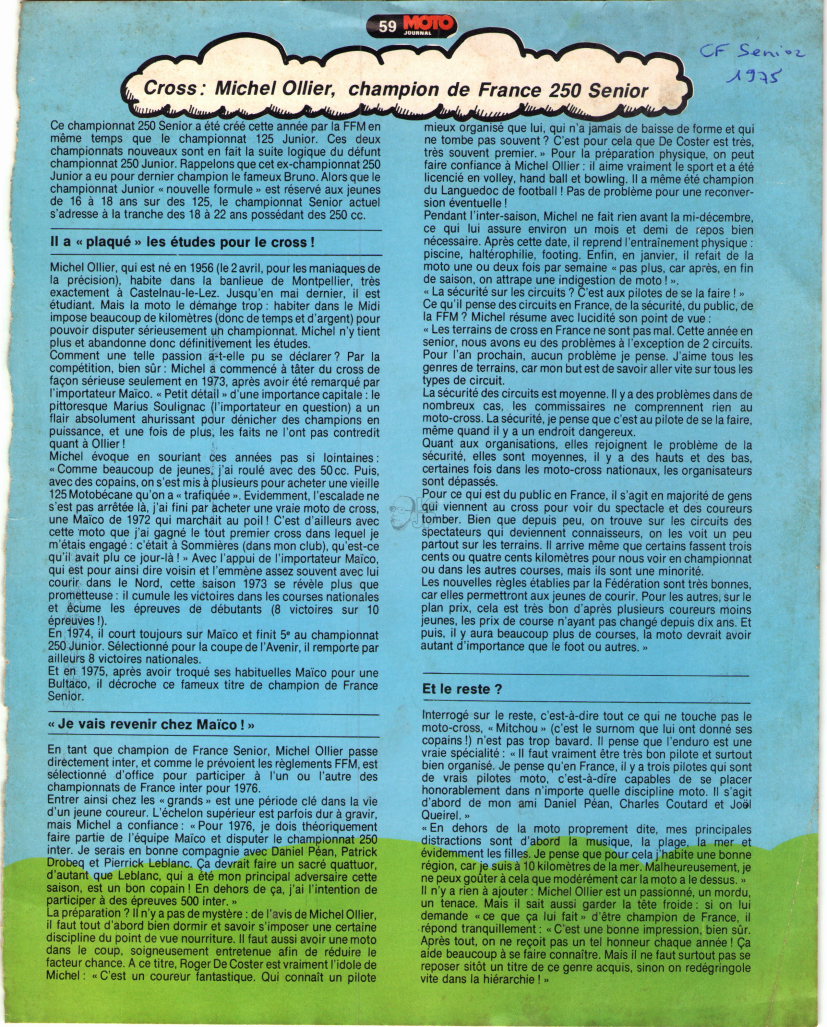 59 MOTO
JOURNAL
CF Senior
1975
Cross : Michel Ollier, champion de France 250 Senior
Ce championnat 250 Senior a été créé cette année par la FFM en
même temps que le championnat 125 Junior. Ces deux
championnats nouveaux sont en fait la suite logique du défunt
championnat 250 Junior. Rappelons que cet ex-championnat 250
Junior a eu pour dernier champion le fameux Bruno. Alors que le
championnat Junior « nouvelle formule » est réservé aux jeunes
de 16 à 18 ans sur des 125, le championnat Senior actuel
s'adresse à la tranche des 18 à 22 ans possédant des 250 cc.
Il a « plaqué » les études pour le cross !
Michel Ollier, qui est né en 1956 (le 2 avril, pour les maniaques de
la précision), habite dans la banlieue de Montpellier, très
exactement à Castelnau-le-Lez. Jusqu'en mai dernier, il est
étudiant. Mais la moto le démange trop : habiter dans le Midi
impose beaucoup de kilomètres (donc de temps et d'argent) pour
pouvoir disputer sérieusement un championnat. Michel n'y tient
plus et abandonne donc définitivement les études.
Comment une telle passion a-t-elle pu se déclarer ? Par la
compétition, bien sûr : Michel a commencé à tâter du cross de
façon sérieuse seulement en 1973, après avoir été remarqué par
l'importateur Maïco. « Petit détail » d'une importance capitale : le
pittoresque Marius Soulignac (l'importateur en question) a un
flair absolument ahurissant pour dénicher des champions en
puissance, et une fois de plus, les faits ne l'ont pas contredit
quant à Ollier !
Michel évoque en souriant ces années pas si lointaines :
« Comme beaucoup de jeunes, j'ai roulé avec des 50 cc. Puis,
avec des copains, on s'est mis à plusieurs pour acheter une vieille
125 Motobécane qu'on a « trafiquée ». Evidemment, l'escalade ne
s'est pas arrêtée là, j'ai fini par acheter une vraie moto de cross,
une Maïco de 1972 qui marchait au poil ! C'est d'ailleurs avec
cette moto que j'ai gagné le tout premier cross dans lequel je
m'étais engagé : c'était à Sommières (dans mon club), qu'est-ce
qu'il avait plu ce jour-là ! » Avec l'appui de l'importateur Maïco,
qui est pour ainsi dire voisin et l'emmène assez souvent avec lui
courir dans le Nord, cette saison 1973 se révèle plus que
prometteuse : il cumule les victoires dans les courses nationales
et écume les épreuves de débutants (8 victoires sur 10
épreuves !).
En 1974, il court toujours sur Maïco et finit 5e au championnat
250 Junior. Sélectionné pour la coupe de l'Avenir, il remporte par
ailleurs 8 victoires nationales.
Et en 1975, après avoir troqué ses habituelles Maïco pour une
Bultaco, il décroche ce fameux titre de champion de France
Senior.
« Je vais revenir chez Maïco ! »
En tant que champion de France Senior, Michel Ollier passe
directement inter, et comme le prévoient les règlements FFM, est
sélectionné d'office pour participer à l'un ou l'autre des
championnats de France inter pour 1976.
Entrer ainsi chez les « grands » est une période clé dans la vie
d'un jeune coureur. L'échelon supérieur est parfois dur à gravir,
mais Michel a confiance : « Pour 1976, je dois théoriquement
faire partie de l'équipe Maïco et disputer le championnat 250
inter. Je serais en bonne compagnie avec Daniel Péan, Patrick
Drobeq et Pierrick Leblanc. Ça devrait faire un sacré quattuor,
d'autant que Leblanc, qui a été mon principal adversaire cette
saison, est un bon copain ! En dehors de ça, j'ai l'intention de
participer à des épreuves 500 inter. »
La préparation ? Il n'y a pas de mystère : de l'avis de Michel Ollier,
il faut tout d'abord bien dormir et savoir s'imposer une certaine
discipline du point de vue nourriture. Il faut aussi avoir une moto
dans le coup, soigneusement entretenue afin de réduire le
facteur chance. A ce titre, Roger De Coster est vraiment l'idole de
Michel : « C'est un coureur fantastique. Qui connaît un pilote
mieux organisé que lui, qui n'a jamais de baisse de forme et qui
ne tombe pas souvent ? C'est pour cela que De Coster est très,
très souvent premier. » Pour la préparation physique, on peut
faire confiance à Michel Ollier : il aime vraiment le sport et a été
licencié en volley, hand ball et bowling. Il a même été champion
du Languedoc de football ! Pas de problème pour une reconver-
sion éventuelle !
Pendant l'inter-saison, Michel ne fait rien avant la mi-décembre,
ce qui lui assure environ un mois et demi de repos bien
nécessaire. Après cette date, il reprend l'entraînement physique :
piscine, haltérophilie, footing. Enfin, en janvier, il refait de la
moto une ou deux fois par semaine « pas plus, car après, en fin
de saison, on attrape une indigestion de moto ! ».
« La sécurité sur les circuits ? C'est aux pilotes de se la faire ! »
Ce qu'il pense des circuits en France, de la sécurité, du public, de
la FFM ? Michel résume avec lucidité son point de vue :
« Les terrains de cross en France ne sont pas mal. Cette année en
senior, nous avons eu des problèmes à l'exception de 2 circuits.
Pour l'an prochain, aucun problème je pense. J'aime tous les
genres de terrains, car mon but est de savoir aller vite sur tous les
types de circuit.
La sécurité des circuits est moyenne. Il y a des problèmes dans de
nombreux cas, les commissaires ne comprennent rien au
moto-cross. La sécurité, je pense que c'est au pilote de se la faire,
même quand il y a un endroit dangereux.
Quant aux organisations, elles rejoignent le problème de la
sécurité, elles sont moyennes, il y a des hauts et des bas,
certaines fois dans les moto-cross nationaux, les organisateurs
sont dépassés.
Pour ce qui est du public en France, il s'agit en majorité de gens
qui viennent au cross pour voir du spectacle et des coureurs
tomber. Bien que depuis peu, on trouve sur les circuits des
spectateurs qui deviennent connaisseurs, on les voit un peu
partout sur les terrains. Il arrive même que certains fassent trois
cents ou quatre cents kilomètres pour nous voir en championnat
ou dans les autres courses, mais ils sont une minorité.
Les nouvelles règles établies par la Fédération sont très bonnes,
car elles permettront aux jeunes de courir. Pour les autres, sur le
plan prix, cela est très bon d'après plusieurs coureurs moins
jeunes, les prix de course n'ayant pas changé depuis dix ans. Et
puis, il y aura beaucoup plus de courses, la moto devrait avoir
autant d'importance que le foot ou autres. »
Et le reste ?
Interrogé sur le reste, c'est-à-dire tout ce qui ne touche pas le
moto-cross, « Mitchou » (c'est le surnom que lui ont donné ses
copains !) n'est pas trop bavard. Il pense que l'enduro est une
vraie spécialité : « Il faut vraiment être très bon pilote et surtout
bien organisé. Je pense qu'en France, il y a trois pilotes qui sont
de vrais pilotes moto, c'est-à-dire capables de se placer
honorablement dans n'importe quelle discipline moto. Il s'agit
d'abord de mon ami Daniel Péan, Charles Coutard et Joël
Queirel. »
« En dehors de la moto proprement dite, mes principales
distractions sont d'abord la musique, la plage, la mer et
évidemment les filles. Je pense que pour cela j'habite une bonne
région, car je suis à 10 kilomètres de la mer. Malheureusement, je
ne peux goûter à cela que modérément car la moto a le dessus. »
Il n'y a rien à ajouter : Michel Ollier est un passionné, un mordu,
un tenace. Mais il sait aussi garder la tête froide : si on lui
demande « ce que ça lui fait » d'être champion de France, il
répond tranquillement : « C'est une bonne impression, bien sûr.
Après tout, on ne reçoit pas un tel honneur chaque année ! Ça
aide beaucoup à se faire connaître. Mais il ne faut surtout pas se
reposer sitôt un titre de ce genre acquis, sinon on redégringole
vite dans la hiérarchie ! »